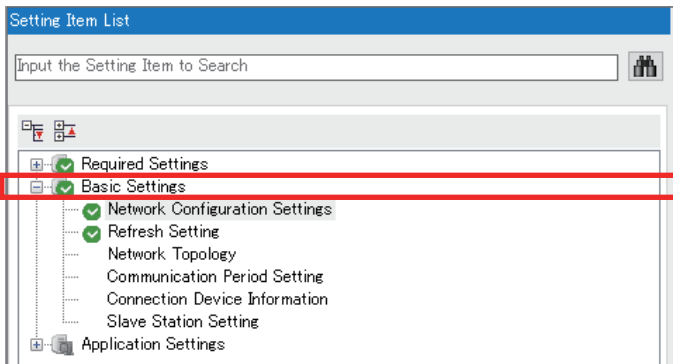 Setting Item List
Input the Setting Item to Search
Required Settings
Basic Settings
Network Configuration Settings
Refresh Setting
Network Topology
Communication Period Setting
Connection Device Information
Slave Station Setting
Application Settings